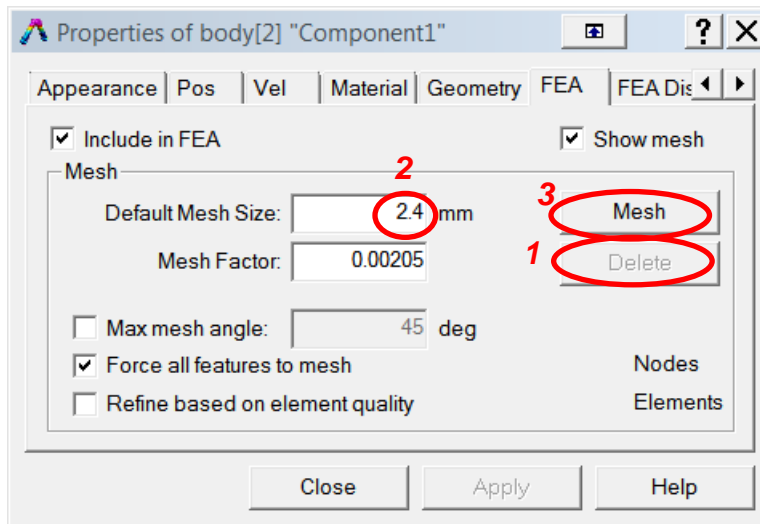 Properties of body[2] "Component1" ?
Appearance Pos Vel Material Geometry FEA FEA Dis
Include in FEA Show mesh
Mesh
2
Default Mesh Size: 2.4 mm 3 Mesh
Mesh Factor: 0.00205 1 Delete
Max mesh angle: 45 deg
Force all features to mesh Nodes
Refine based on element quality Elements
Close Apply Help